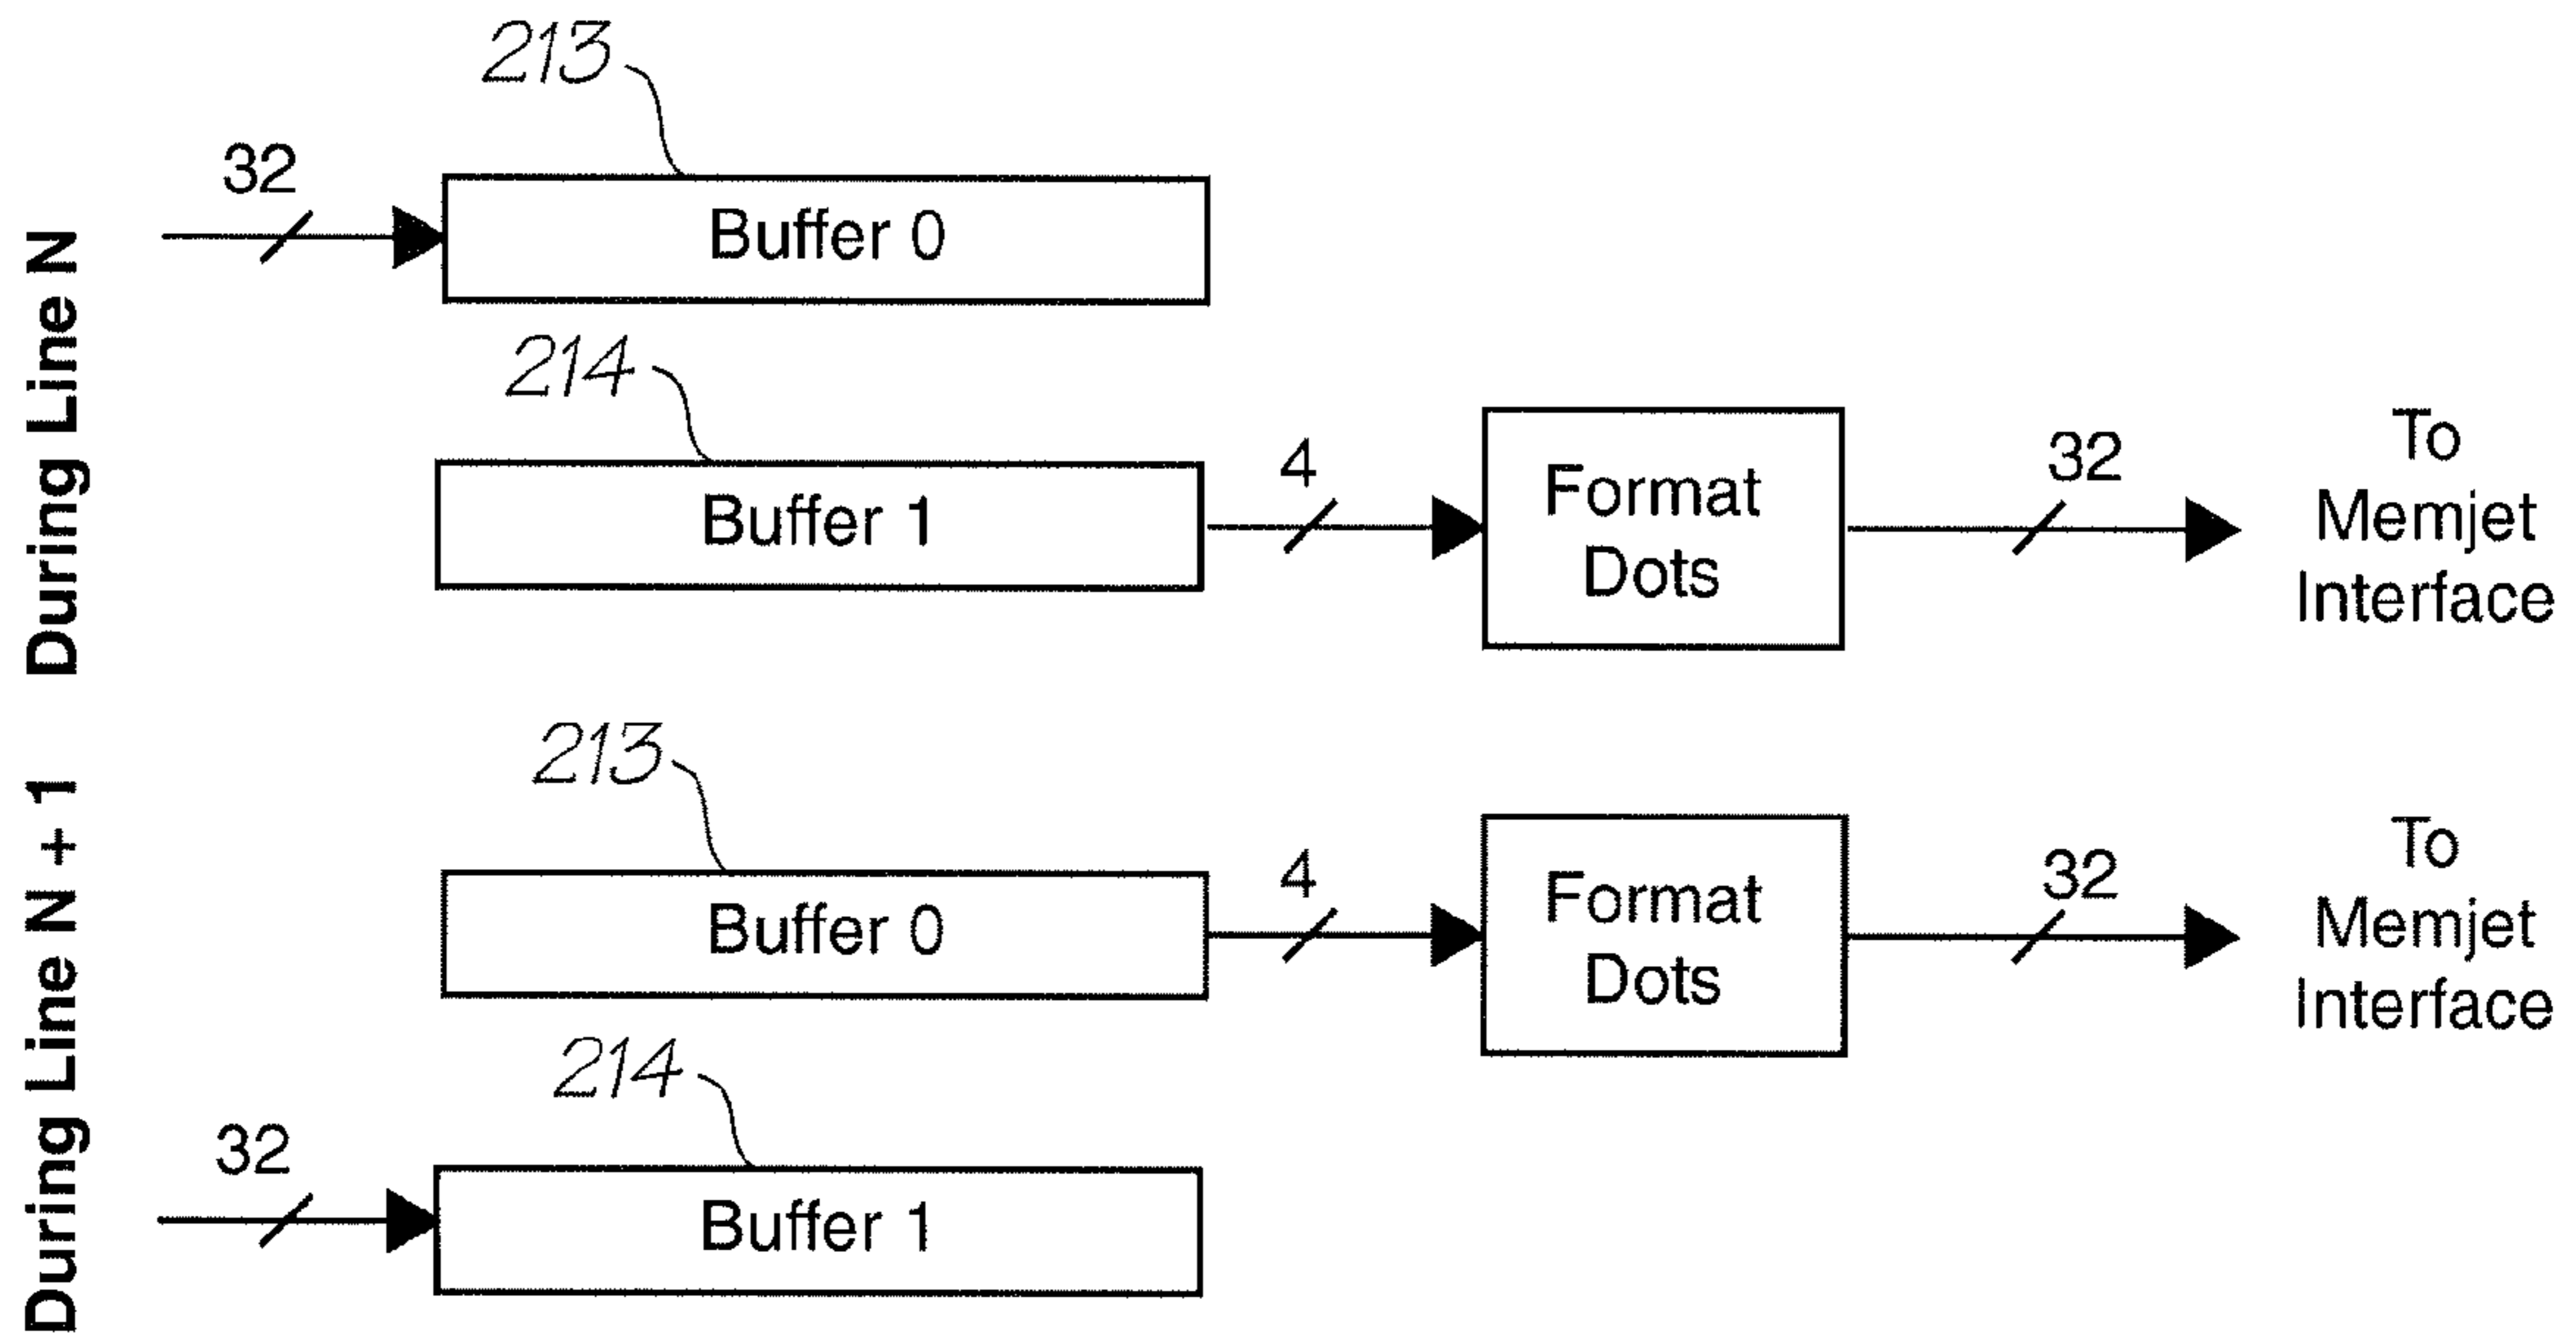 During Line N
213
32
Buffer 0
214
Buffer 1
4
Format
Dots
32
To
Memjet
Interface
During Line N + 1
213
Buffer 0
4
Format
Dots
32
To
Memjet
Interface
214
32
Buffer 1